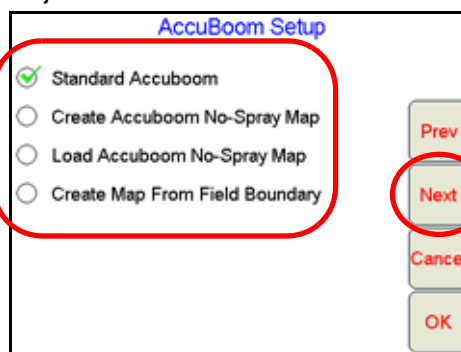 AccuBoom Setup
Standard Accuboom
Create Accuboom No-Spray Map
Load Accuboom No-Spray Map
Create Map From Field Boundary
Prev
Next
Cance
OK